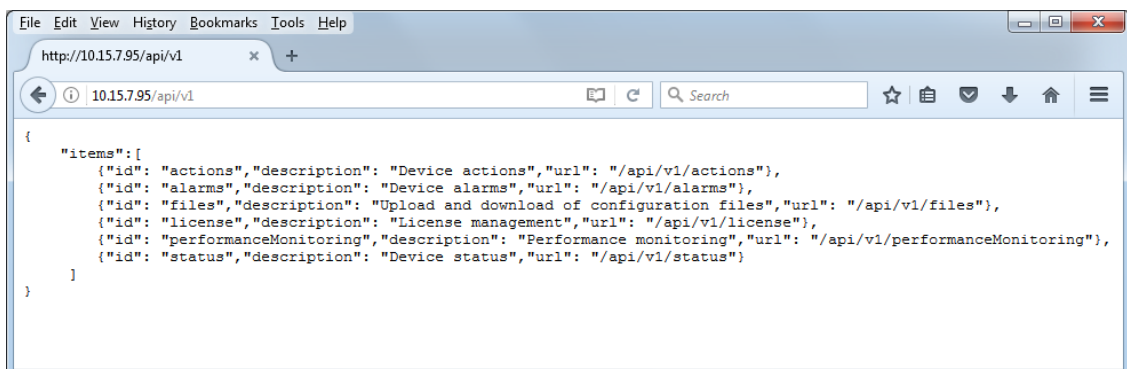 File Edit View History Bookmarks Tools Help
http://10.15.7.95/api/v1
10.15.7.95/api/v1 Search
{
    "items":[
        {"id": "actions","description": "Device actions","url": "/api/v1/actions"},
        {"id": "alarms","description": "Device alarms","url": "/api/v1/alarms"},
        {"id": "files","description": "Upload and download of configuration files","url": "/api/v1/files"},
        {"id": "license","description": "License management","url": "/api/v1/license"},
        {"id": "performanceMonitoring","description": "Performance monitoring","url": "/api/v1/performanceMonitoring"},
        {"id": "status","description": "Device status","url": "/api/v1/status"}
    ]
}